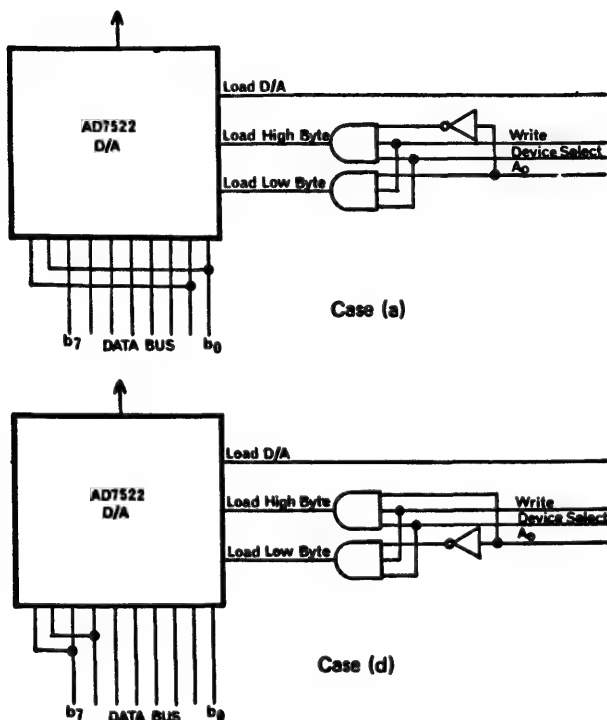 Load D/A
AD7522
D/A
Load High Byte
Write
Device Select
A₀
Load Low Byte
b₇ DATA BUS b₀
Case (a)
Load D/A
AD7522
D/A
Load High Byte
Write
Device Select
A₀
Load Low Byte
b₇ DATA BUS b₀
Case (d)